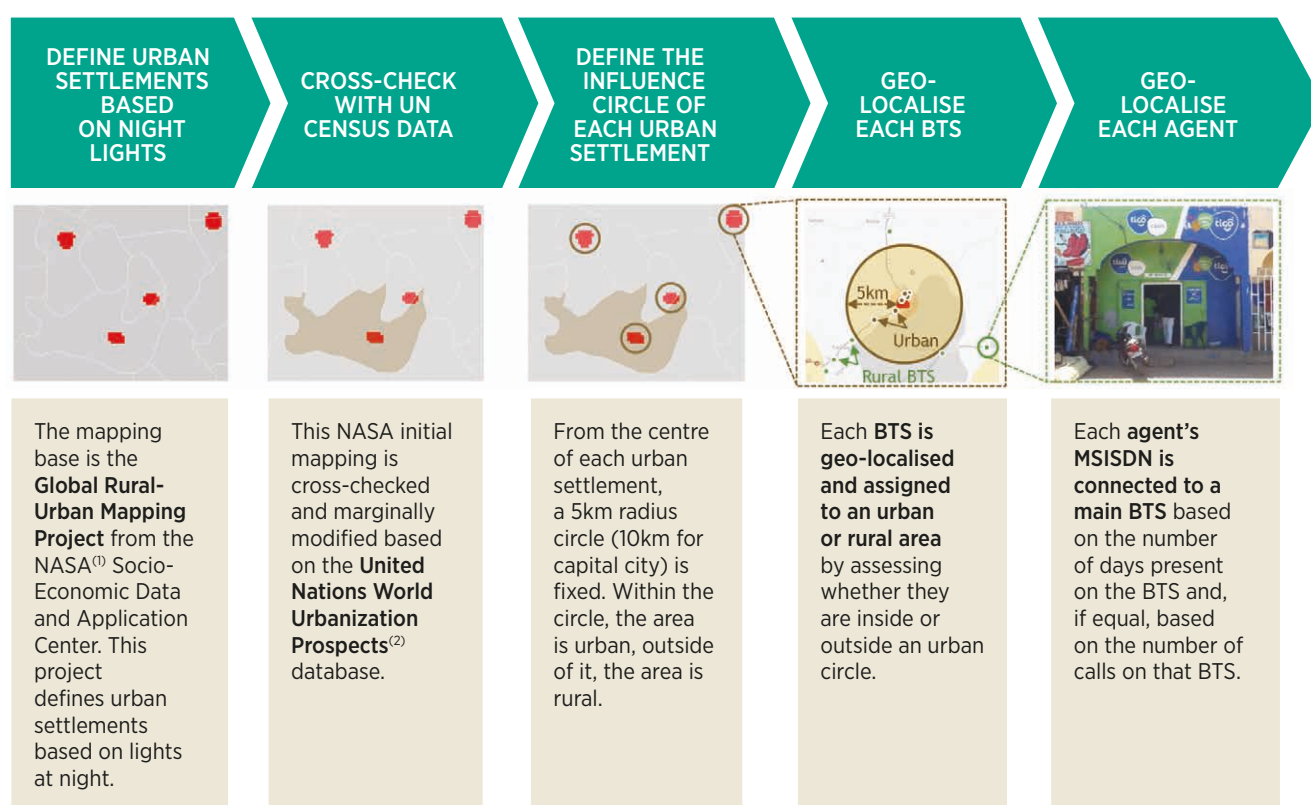 DEFINE URBAN
SETTLEMENTS
BASED
ON NIGHT
LIGHTS
CROSS-CHECK
WITH UN
CENSUS DATA
DEFINE THE
INFLUENCE
CIRCLE OF
EACH URBAN
SETTLEMENT
GEO-
LOCALISE
EACH BTS
GEO-
LOCALISE
EACH AGENT
5km
Urban
Rural BTS
tigo
tigo
tigo
tigo
The mapping
base is the
Global Rural-
Urban Mapping
Project from the
NASA(1) Socio-
Economic Data
and Application
Center. This
project
defines urban
settlements
based on lights
at night.
This NASA initial
mapping is
cross-checked
and marginally
modified based
on the United
Nations World
Urbanization
Prospects(2)
database.
From the centre
of each urban
settlement,
a 5km radius
circle (10km for
capital city) is
fixed. Within the
circle, the area
is urban, outside
of it, the area is
rural.
Each BTS is
geo-localised
and assigned
to an urban
or rural area
by assessing
whether they
are inside or
outside an urban
circle.
Each agent's
MSISDN is
connected to a
main BTS based
on the number
of days present
on the BTS and,
if equal, based
on the number of
calls on that BTS.